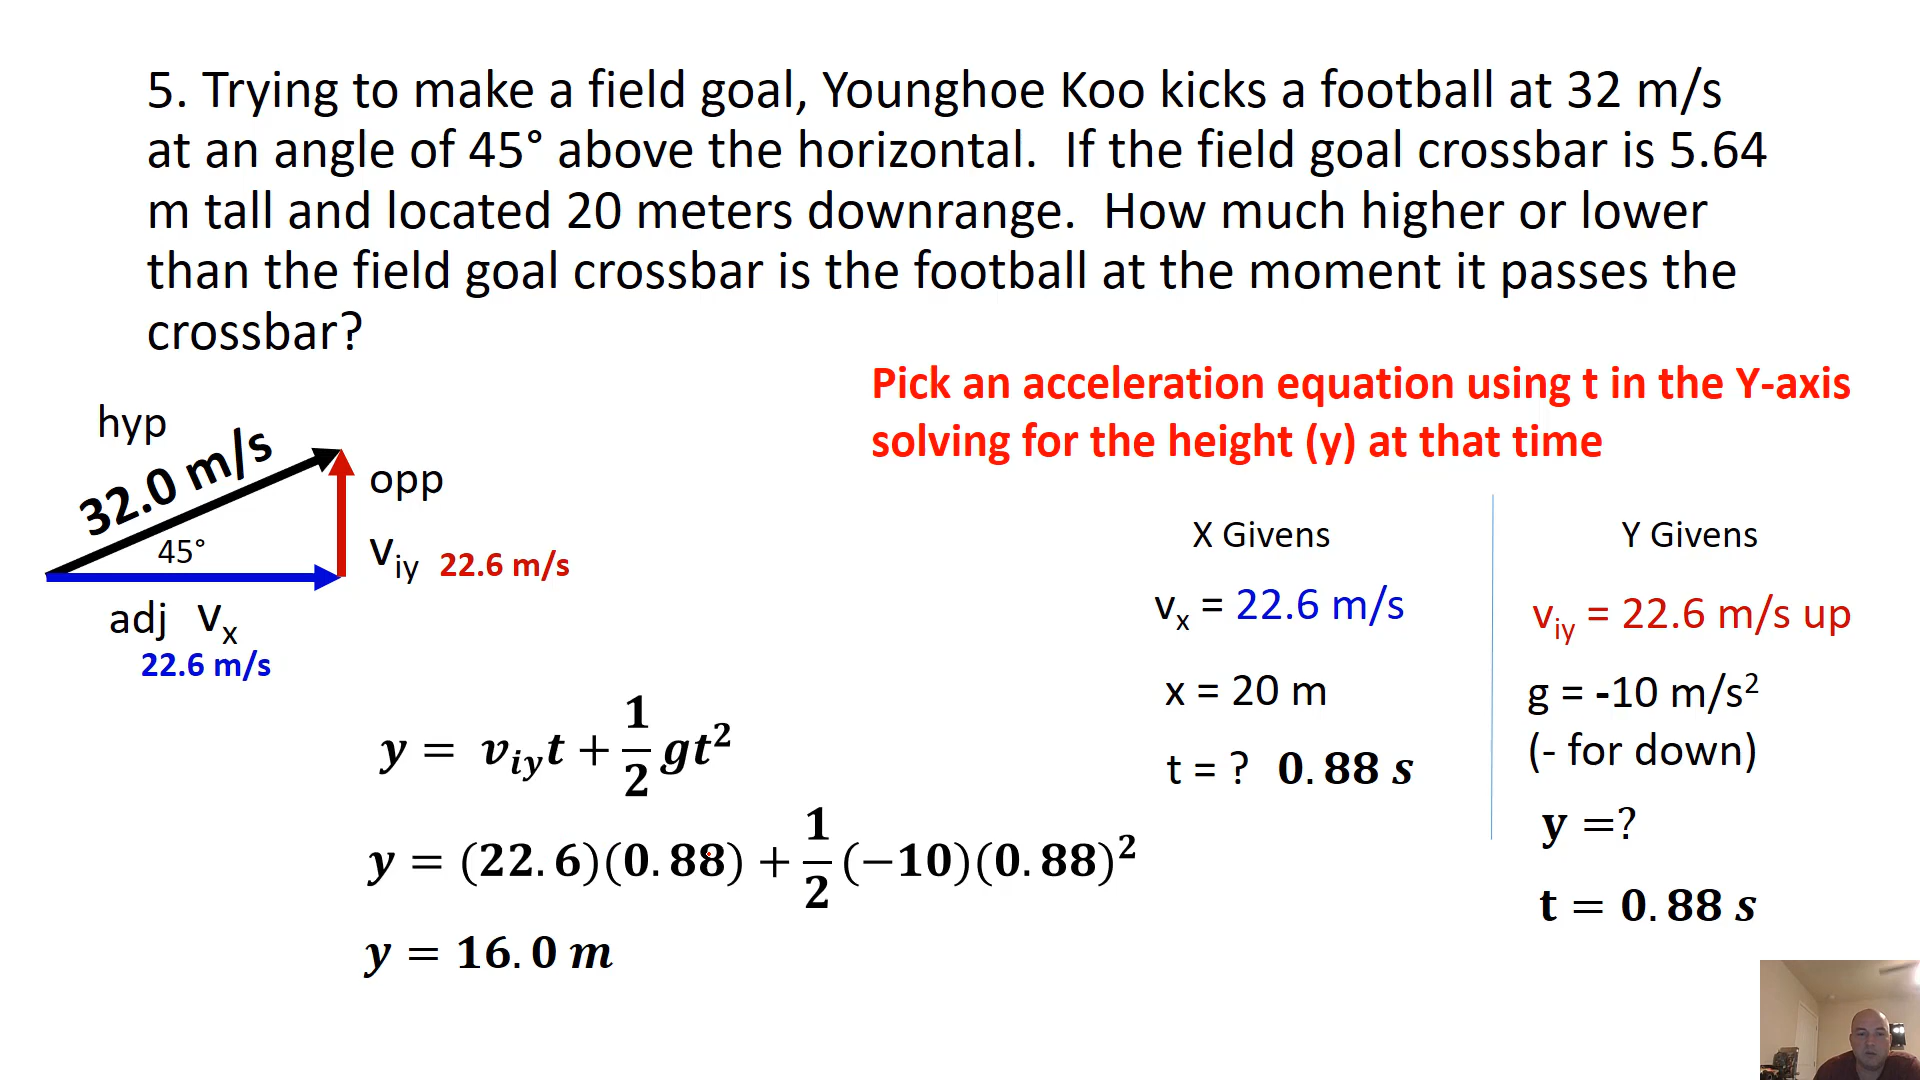 5. Trying to make a field goal, Younghoe Koo kicks a football at 32 m/s
at an angle of 45° above the horizontal.  If the field goal crossbar is 5.64
m tall and located 20 meters downrange.  How much higher or lower
than the field goal crossbar is the football at the moment it passes the
crossbar?
Pick an acceleration equation using t in the Y-axis
solving for the height (y) at that time
hyp
32.0 m/s
opp
45°
v_iy 22.6 m/s
adj v_x
22.6 m/s
X Givens
v_x = 22.6 m/s
x = 20 m
t = ? 0.88 s
Y Givens
v_iy = 22.6 m/s up
g = -10 m/s²
(- for down)
y =?
t = 0.88 s
y = v_iy t + 1/2 gt²
y = (22.6)(0.88) + 1/2 (−10)(0.88)²
y = 16.0 m